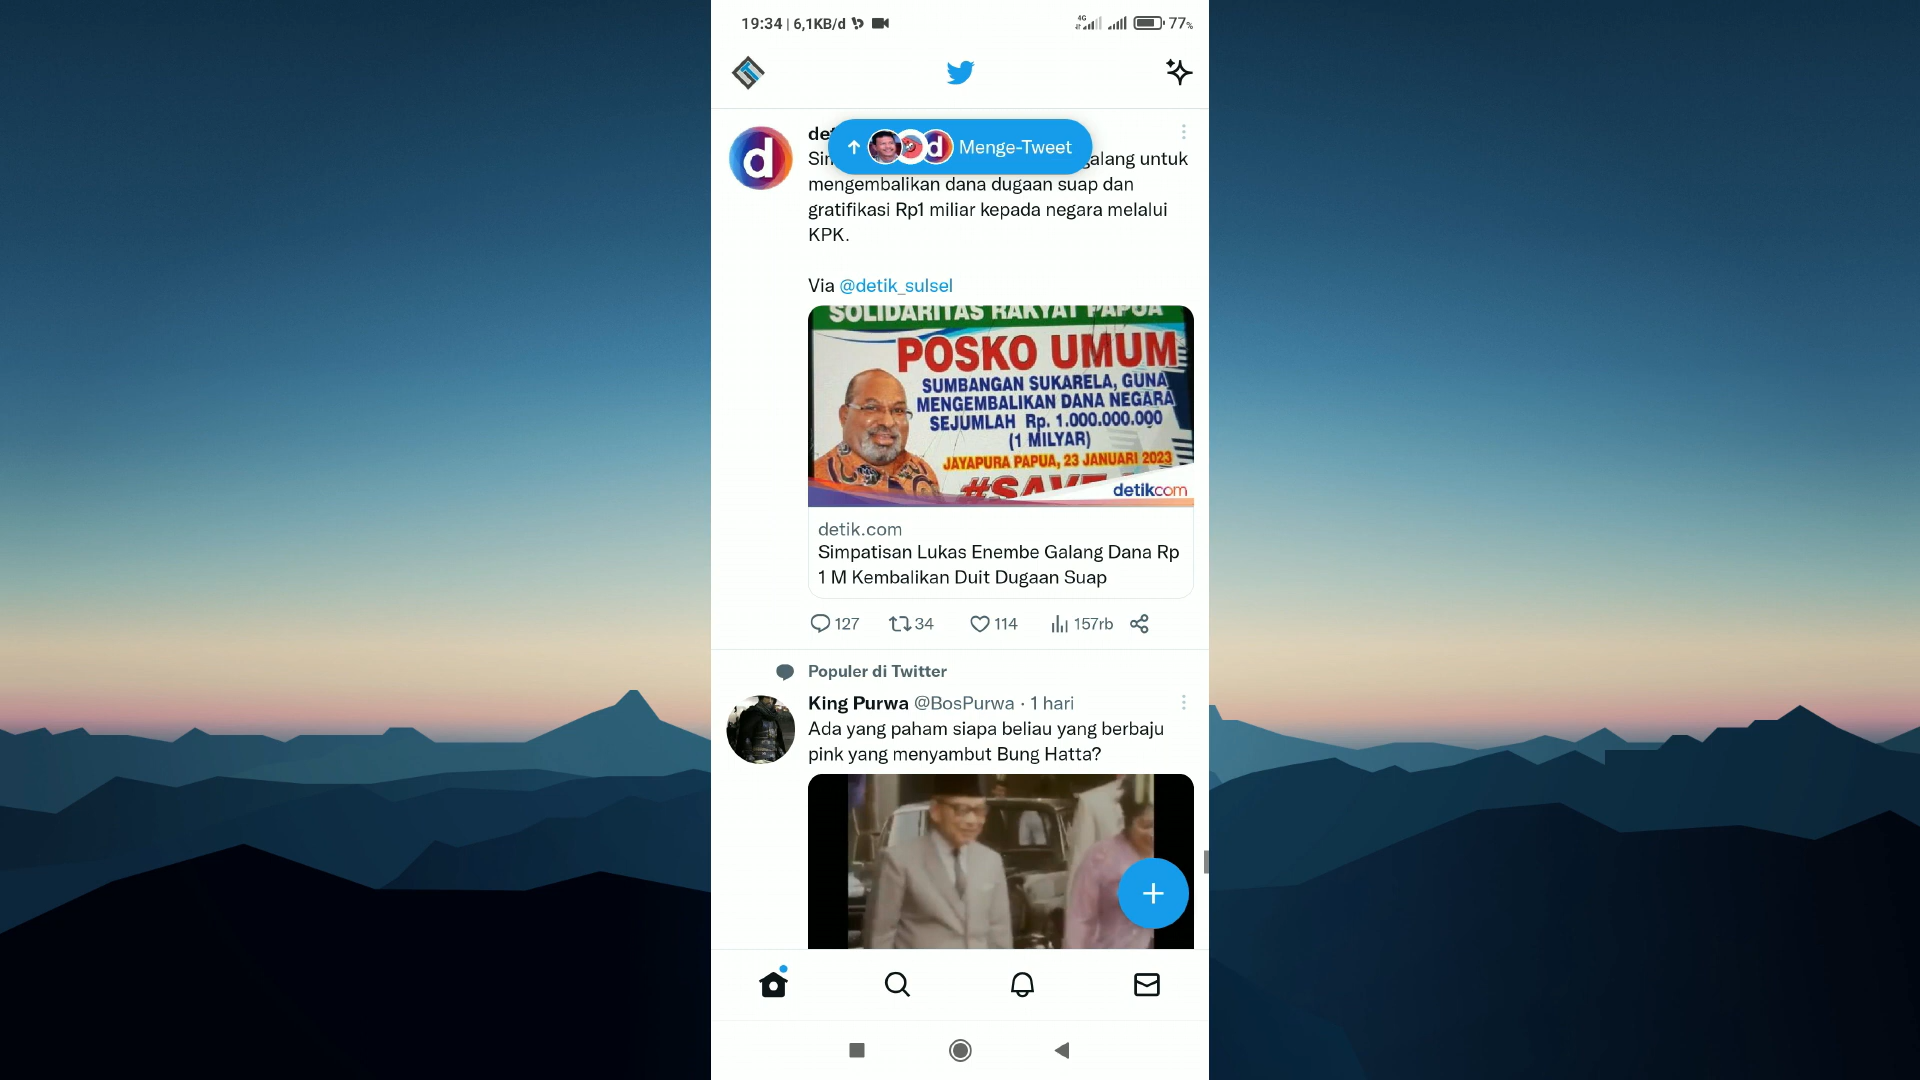 19:34 | 6,1KB/d
4G
77%
Menge-Tweet
galang untuk
mengembalikan dana dugaan suap dan
gratifikasi Rp1 miliar kepada negara melalui
KPK.
Via @detik_sulsel
SOLIDARITAS RAKYAT PAPUA
POSKO UMUM
SUMBANGAN SUKARELA, GUNA
MENGEMBALIKAN DANA NEGARA
SEJUMLAH Rp. 1.000.000.000
(1 MILYAR)
JAYAPURA PAPUA, 23 JANUARI 2023
#SAVE
detikcom
detik.com
Simpatisan Lukas Enembe Galang Dana Rp
1 M Kembalikan Duit Dugaan Suap
127 34 114 157rb
Populer di Twitter
King Purwa @BosPurwa · 1 hari
Ada yang paham siapa beliau yang berbaju
pink yang menyambut Bung Hatta?